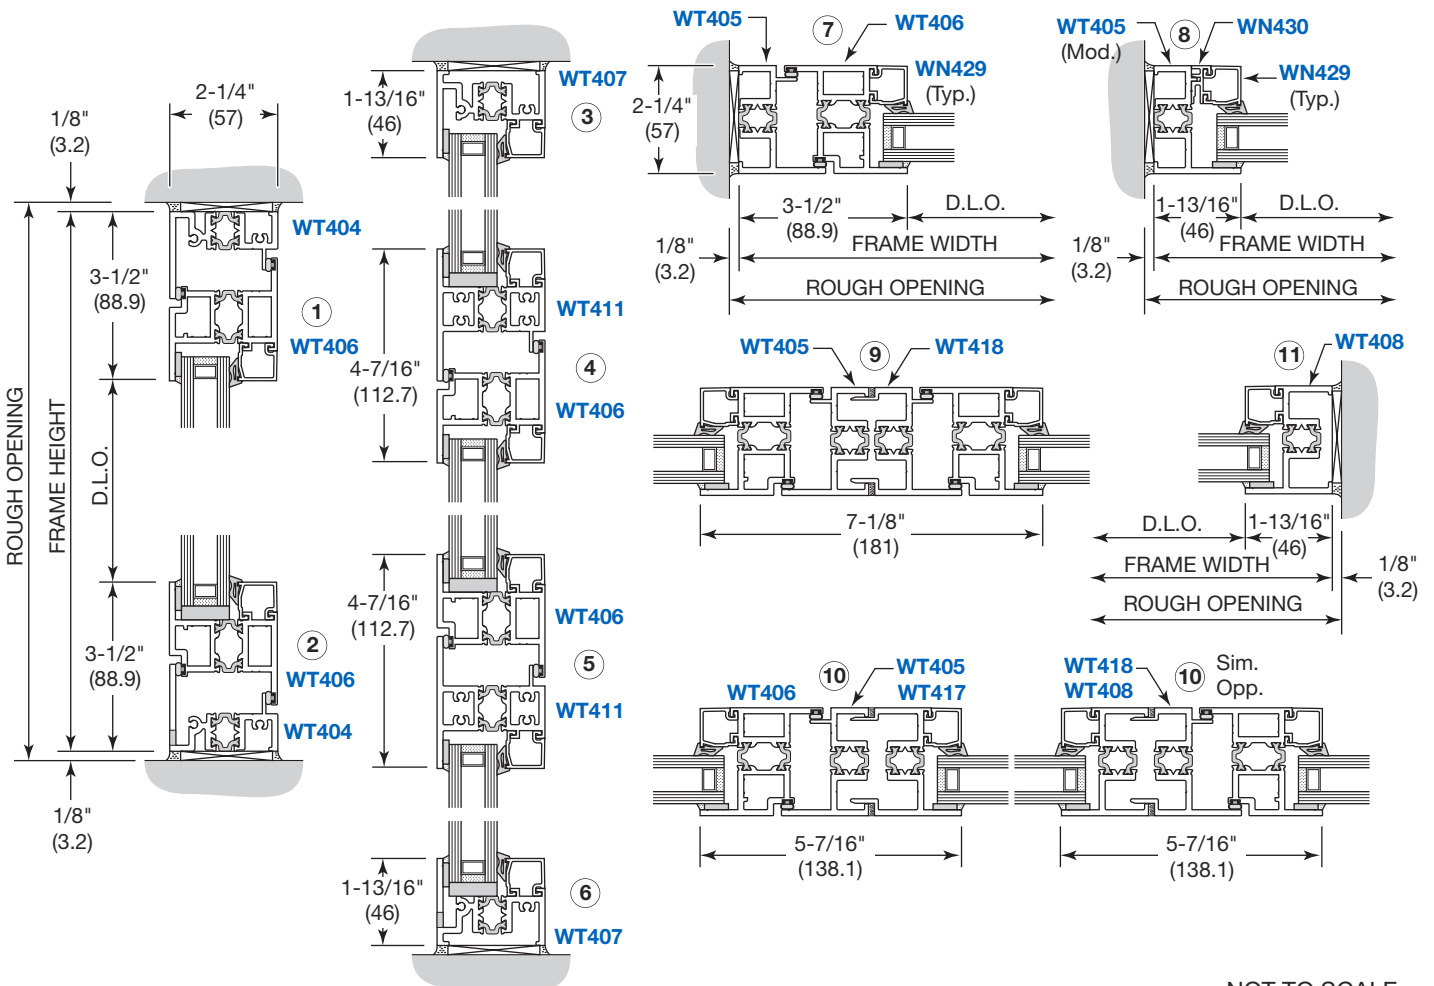 2-1/4"
(57)
1/8"
(3.2)
WT404
3-1/2"
(88.9)
1
WT406
ROUGH OPENING
FRAME HEIGHT
D.L.O.
3-1/2"
(88.9)
2
WT406
WT404
1/8"
(3.2)
WT407
1-13/16"
(46)
3
WT411
4-7/16"
(112.7)
4
WT406
4-7/16"
(112.7)
WT406
5
WT411
1-13/16"
(46)
6
WT407
WT405
7
WT406
WN429
(Typ.)
2-1/4"
(57)
3-1/2"
(88.9)
D.L.O.
1/8"
(3.2)
FRAME WIDTH
ROUGH OPENING
WT405
(Mod.)
8
WN430
WN429
(Typ.)
1-13/16"
(46)
D.L.O.
1/8"
(3.2)
FRAME WIDTH
ROUGH OPENING
WT405
9
WT418
7-1/8"
(181)
11
WT408
D.L.O.
1-13/16"
(46)
FRAME WIDTH
1/8"
(3.2)
ROUGH OPENING
WT406
10
WT405
WT417
5-7/16"
(138.1)
WT418
WT408
10
Sim.
Opp.
5-7/16"
(138.1)
NOT TO SCALE